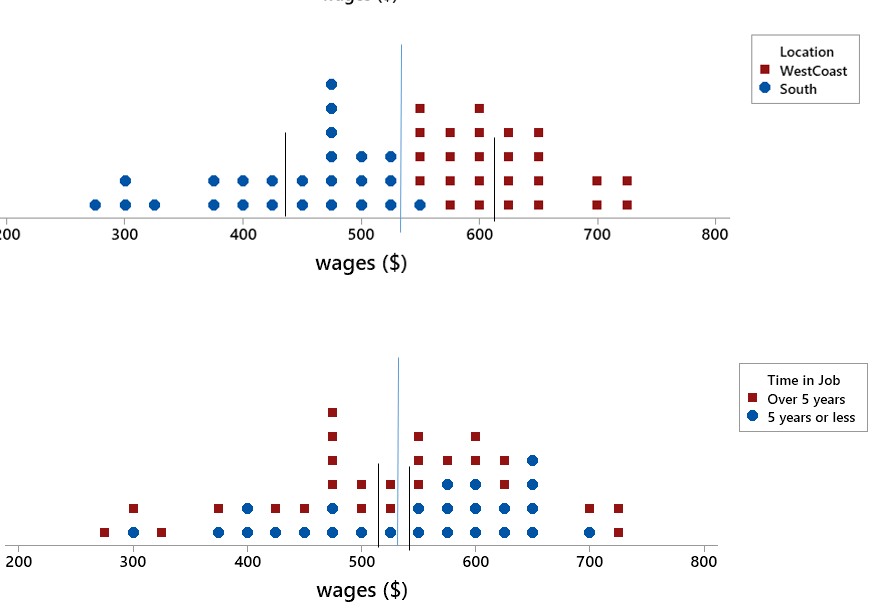 wages ($)
Location
WestCoast
South
200 300 400 500 600 700 800
wages ($)
Time in Job
Over 5 years
5 years or less
200 300 400 500 600 700 800
wages ($)